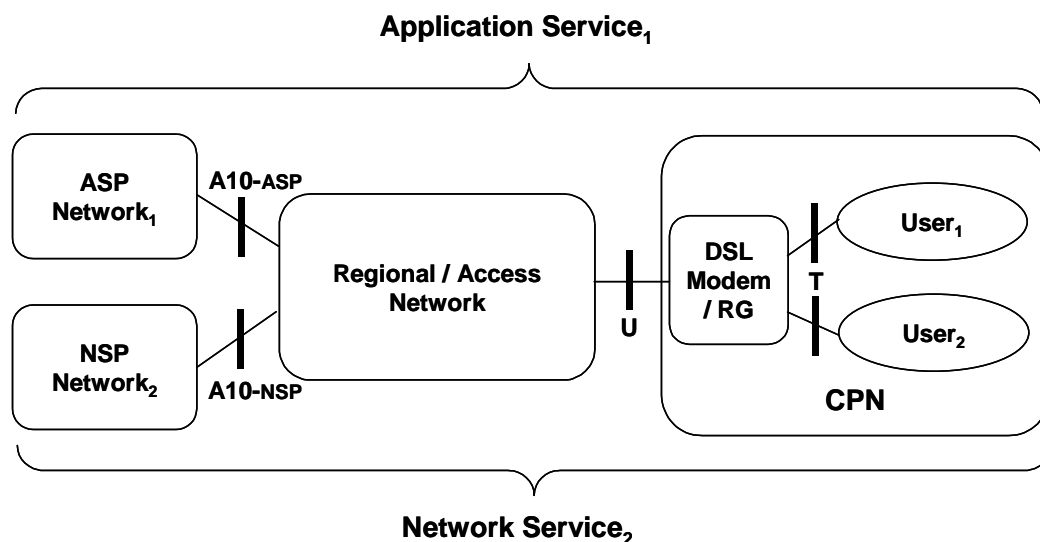 Application Service₁
ASP
Network₁
A10-ASP
Regional / Access
Network
NSP
Network₂
A10-NSP
U
DSL
Modem
/ RG
T
User₁
User₂
CPN
Network Service₂